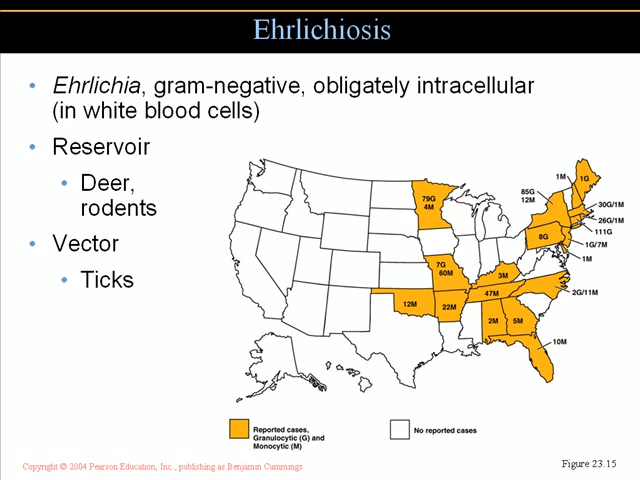 Ehrlichiosis
• Ehrlichia, gram-negative, obligately intracellular
(in white blood cells)
• Reservoir
• Deer,
rodents
• Vector
• Ticks
1M
1G
79G
4M
85G
12M
30G/1M
26G/1M
111G
8G
1G/7M
1M
7G
60M
3M
2G/11M
47M
12M
22M
2M
5M
10M
Reported cases,
Granulocytic (G) and
Monocytic (M)
No reported cases
Copyright © 2004 Pearson Education, Inc., publishing as Benjamin Cummings
Figure 23.15